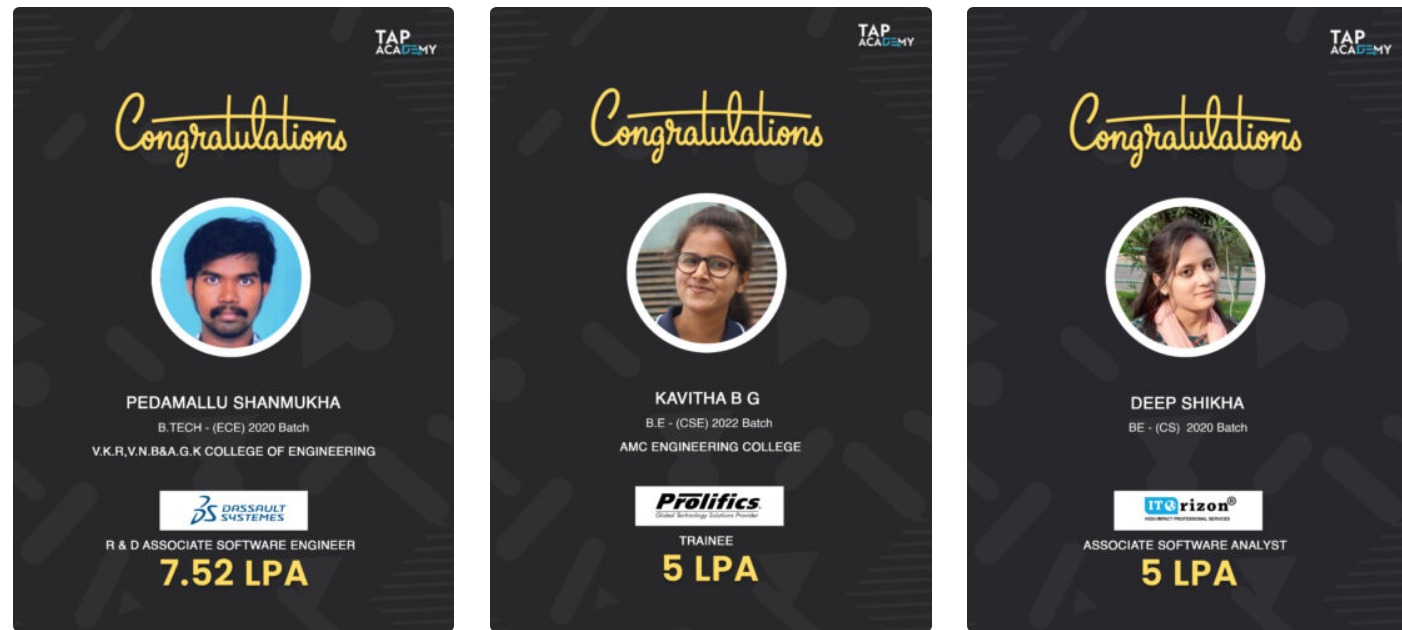 TAP
ACADEMY
Congratulations
PEDAMALLU SHANMUKHA
B.TECH - (ECE) 2020 Batch
V.K.R,V.N.B&A.G.K COLLEGE OF ENGINEERING
DASSAULT
SYSTEMES
R & D ASSOCIATE SOFTWARE ENGINEER
7.52 LPA
TAP
ACADEMY
Congratulations
KAVITHA B G
B.E - (CSE) 2022 Batch
AMC ENGINEERING COLLEGE
Prolifics
Global Technology Solutions Provider
TRAINEE
5 LPA
TAP
ACADEMY
Congratulations
DEEP SHIKHA
BE - (CS) 2020 Batch
ITOrizon®
HIGH IMPACT PROFESSIONAL SERVICES
ASSOCIATE SOFTWARE ANALYST
5 LPA